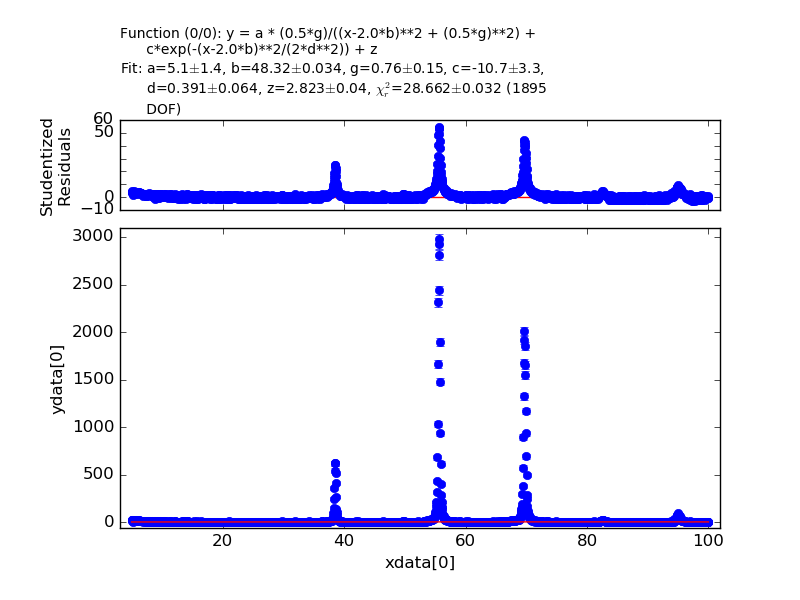 Function (0/0): y = a * (0.5*g)/((x-2.0*b)**2 + (0.5*g)**2) +
c*exp(-(x-2.0*b)**2/(2*d**2)) + z
Fit: a=5.1±1.4, b=48.32±0.034, g=0.76±0.15, c=-10.7±3.3,
d=0.391±0.064, z=2.823±0.04, χ²ᵣ=28.662±0.032 (1895
DOF)
Studentized
Residuals
60
50
0
−10
ydata[0]
3000
2500
2000
1500
1000
500
0
20 40 60 80 100
xdata[0]